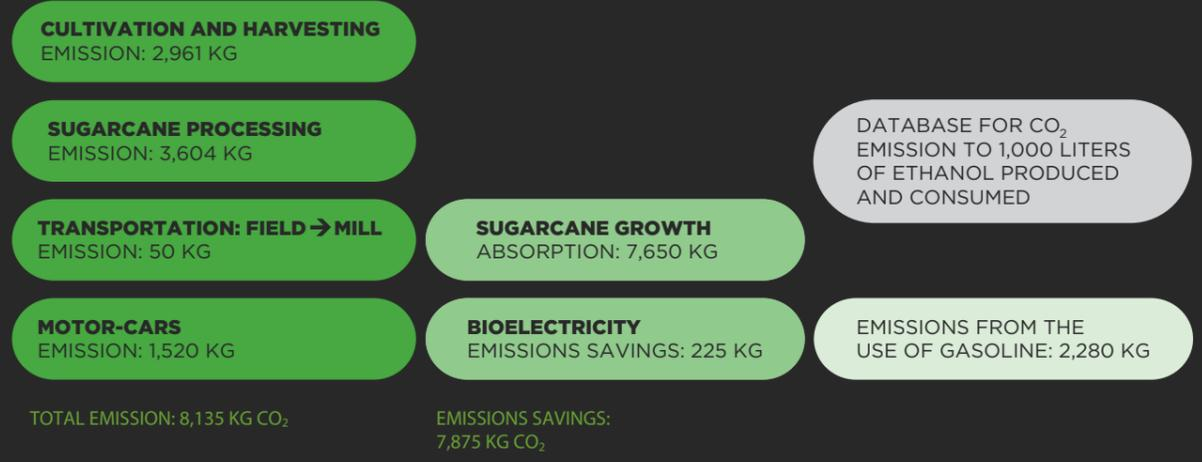 CULTIVATION AND HARVESTING
EMISSION: 2,961 KG
SUGARCANE PROCESSING
EMISSION: 3,604 KG
TRANSPORTATION: FIELD → MILL
EMISSION: 50 KG
MOTOR-CARS
EMISSION: 1,520 KG
TOTAL EMISSION: 8,135 KG CO₂
SUGARCANE GROWTH
ABSORPTION: 7,650 KG
BIOELECTRICITY
EMISSIONS SAVINGS: 225 KG
EMISSIONS SAVINGS:
7,875 KG CO₂
DATABASE FOR CO₂
EMISSION TO 1,000 LITERS
OF ETHANOL PRODUCED
AND CONSUMED
EMISSIONS FROM THE
USE OF GASOLINE: 2,280 KG